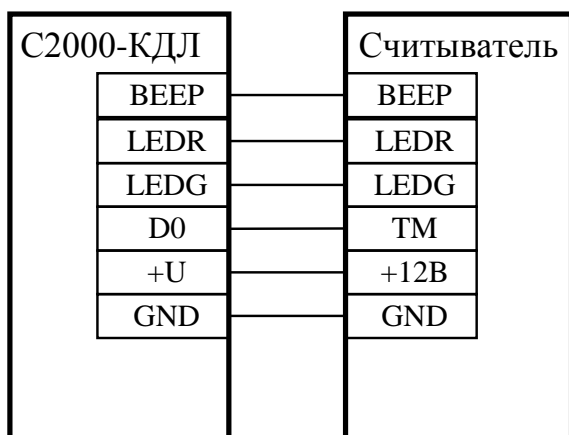 С2000-КДЛ Считыватель
BEEP BEEP
LEDR LEDR
LEDG LEDG
D0 TM
+U +12В
GND GND